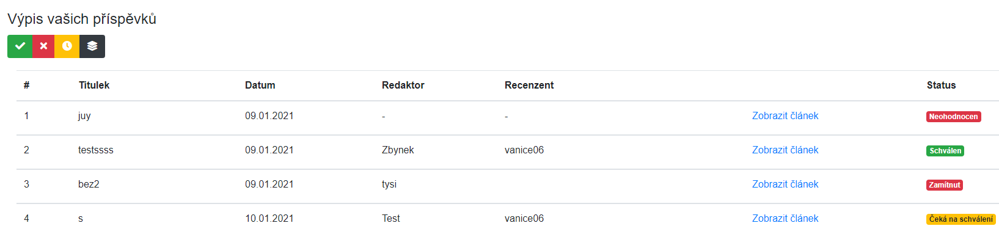 Výpis vašich příspěvků
# Titulek Datum Redaktor Recenzent Status
1 juy 09.01.2021 - - Zobrazit článek Neohodnocen
2 testssss 09.01.2021 Zbynek vanice06 Zobrazit článek Schválen
3 bez2 09.01.2021 tysi Zobrazit článek Zamítnut
4 s 10.01.2021 Test vanice06 Zobrazit článek Čeká na schválení